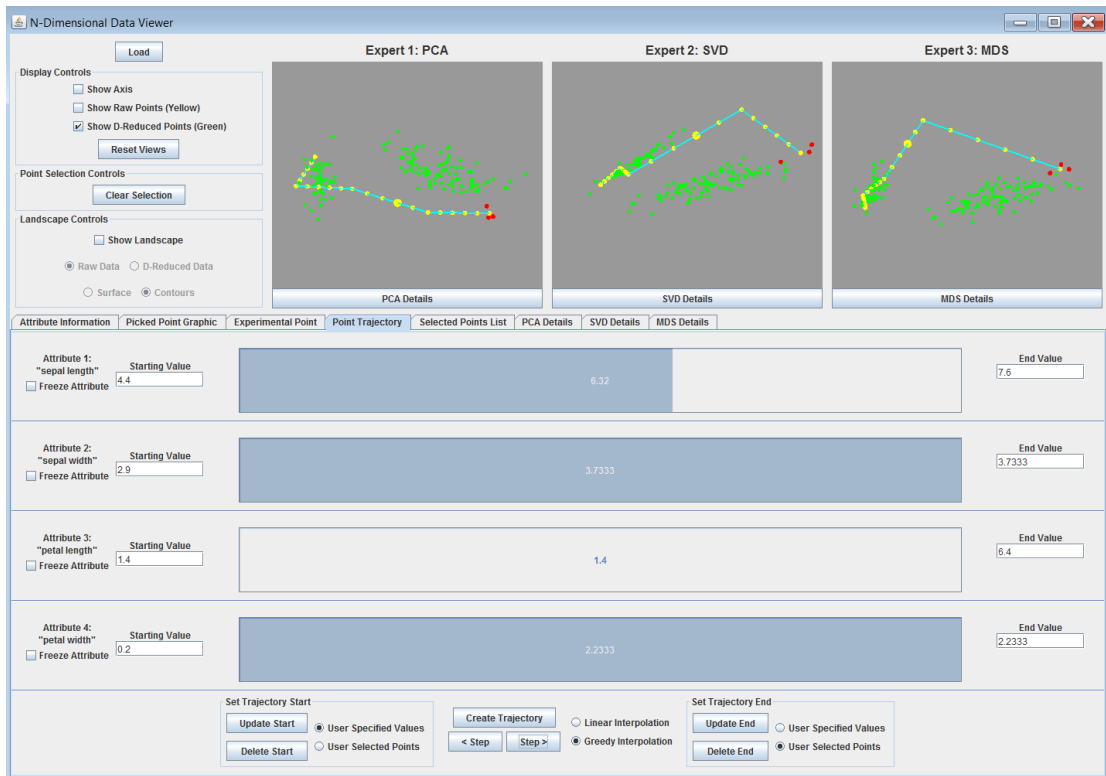 N-Dimensional Data Viewer
Load
Expert 1: PCA
Expert 2: SVD
Expert 3: MDS
Display Controls
Show Axis
Show Raw Points (Yellow)
Show D-Reduced Points (Green)
Reset Views
Point Selection Controls
Clear Selection
Landscape Controls
Show Landscape
Raw Data D-Reduced Data
Surface Contours
PCA Details
SVD Details
MDS Details
Attribute Information Picked Point Graphic Experimental Point Point Trajectory Selected Points List PCA Details SVD Details MDS Details
Attribute 1:
"sepal length"
Freeze Attribute
Starting Value
4.4
6.32
End Value
7.6
Attribute 2:
"sepal width"
Freeze Attribute
Starting Value
2.9
3.7333
End Value
3.7333
Attribute 3:
"petal length"
Freeze Attribute
Starting Value
1.4
1.4
End Value
6.4
Attribute 4:
"petal width"
Freeze Attribute
Starting Value
0.2
2.2333
End Value
2.2333
Set Trajectory Start
Update Start
Delete Start
User Specified Values
User Selected Points
Create Trajectory
< Step Step >
Linear Interpolation
Greedy Interpolation
Set Trajectory End
Update End
Delete End
User Specified Values
User Selected Points